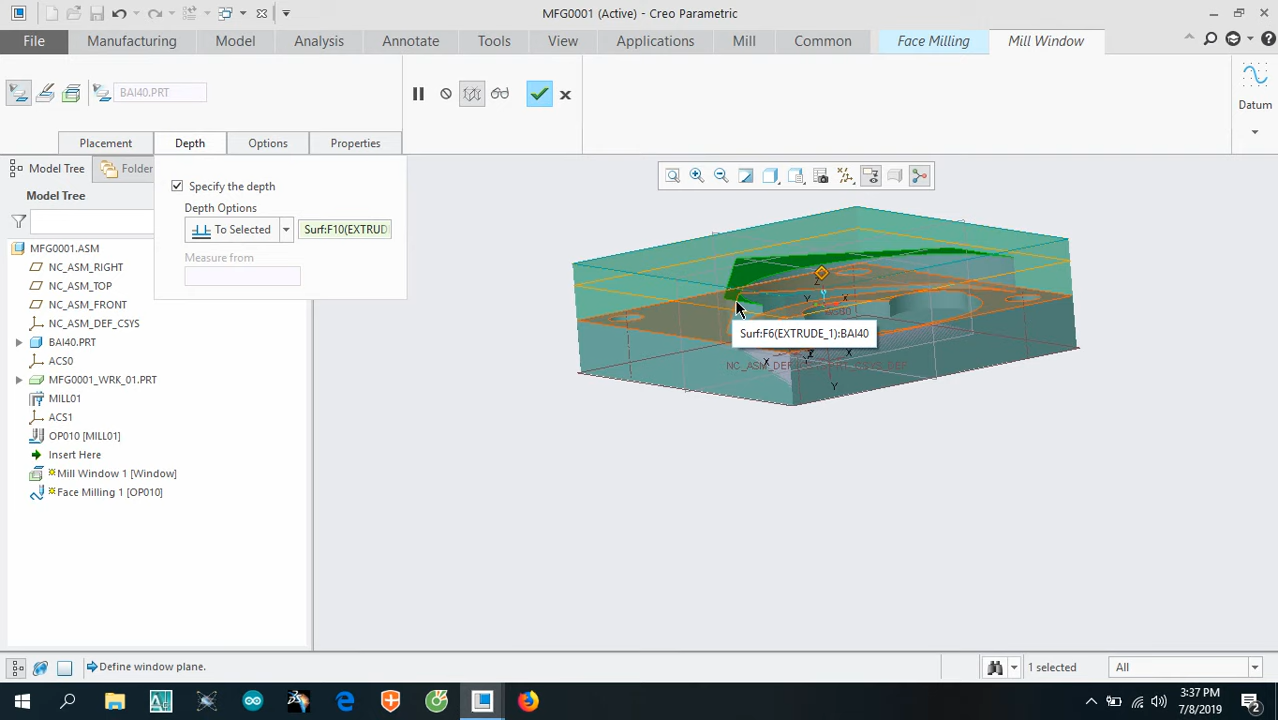 MFG0001 (Active) - Creo Parametric
File Manufacturing Model Analysis Annotate Tools View Applications Mill Common Face Milling Mill Window
BAI40.PRT
Datum
Placement Depth Options Properties
Model Tree Folder
Model Tree
MFG0001.ASM
NC_ASM_RIGHT
NC_ASM_TOP
NC_ASM_FRONT
NC_ASM_DEF_CSYS
BAI40.PRT
ACS0
MFG0001_WRK_01.PRT
MILL01
ACS1
OP010 [MILL01]
Insert Here
Mill Window 1 [Window]
Face Milling 1 [OP010]
Specify the depth
Depth Options
To Selected Surf:F10(EXTRUD
Measure from
Z
Y X
Surf:F6(EXTRUDE_1):BAI40
X Z X
Y
Define window plane.
1 selected All
3:37 PM
7/8/2019
2